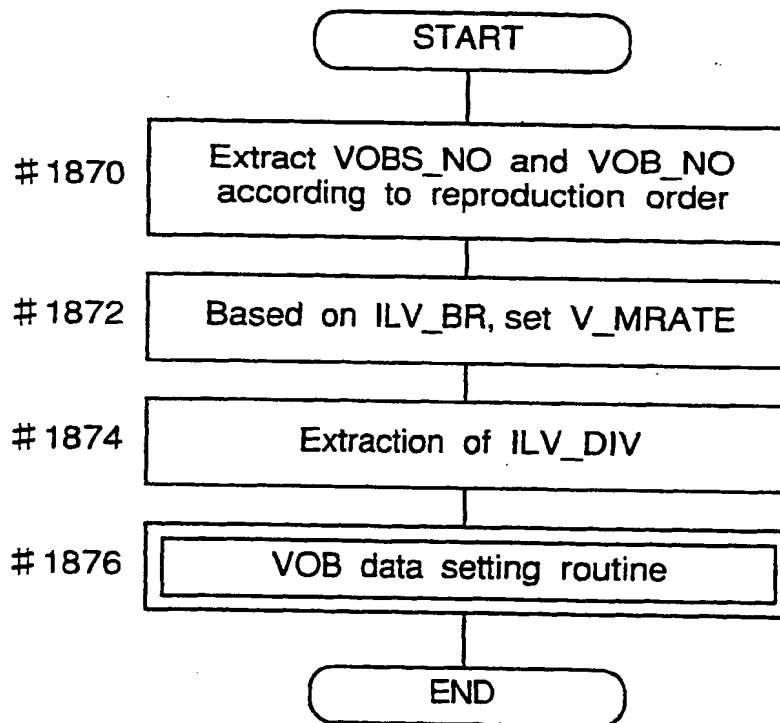 START
#1870
Extract VOBS_NO and VOB_NO
according to reproduction order
#1872
Based on ILV_BR, set V_MRATE
#1874
Extraction of ILV_DIV
#1876
VOB data setting routine
END